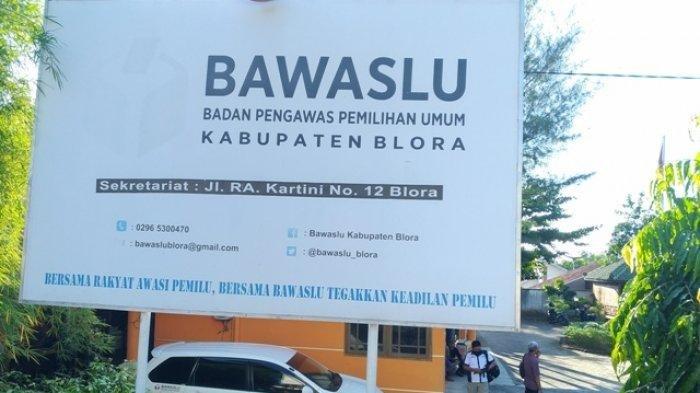 BAWASLU
BADAN PENGAWAS PEMILIHAN UMUM
KABUPATEN BLORA
Sekretariat : Jl. RA. Kartini No. 12 Blora
: 0296 5300470
: bawaslublora@gmail.com
: Bawaslu Kabupaten Blora
: @bawaslu_blora
BERSAMA RAKYAT AWASI PEMILU, BERSAMA BAWASLU TEGAKKAN KEADILAN PEMILU
BAWASLU